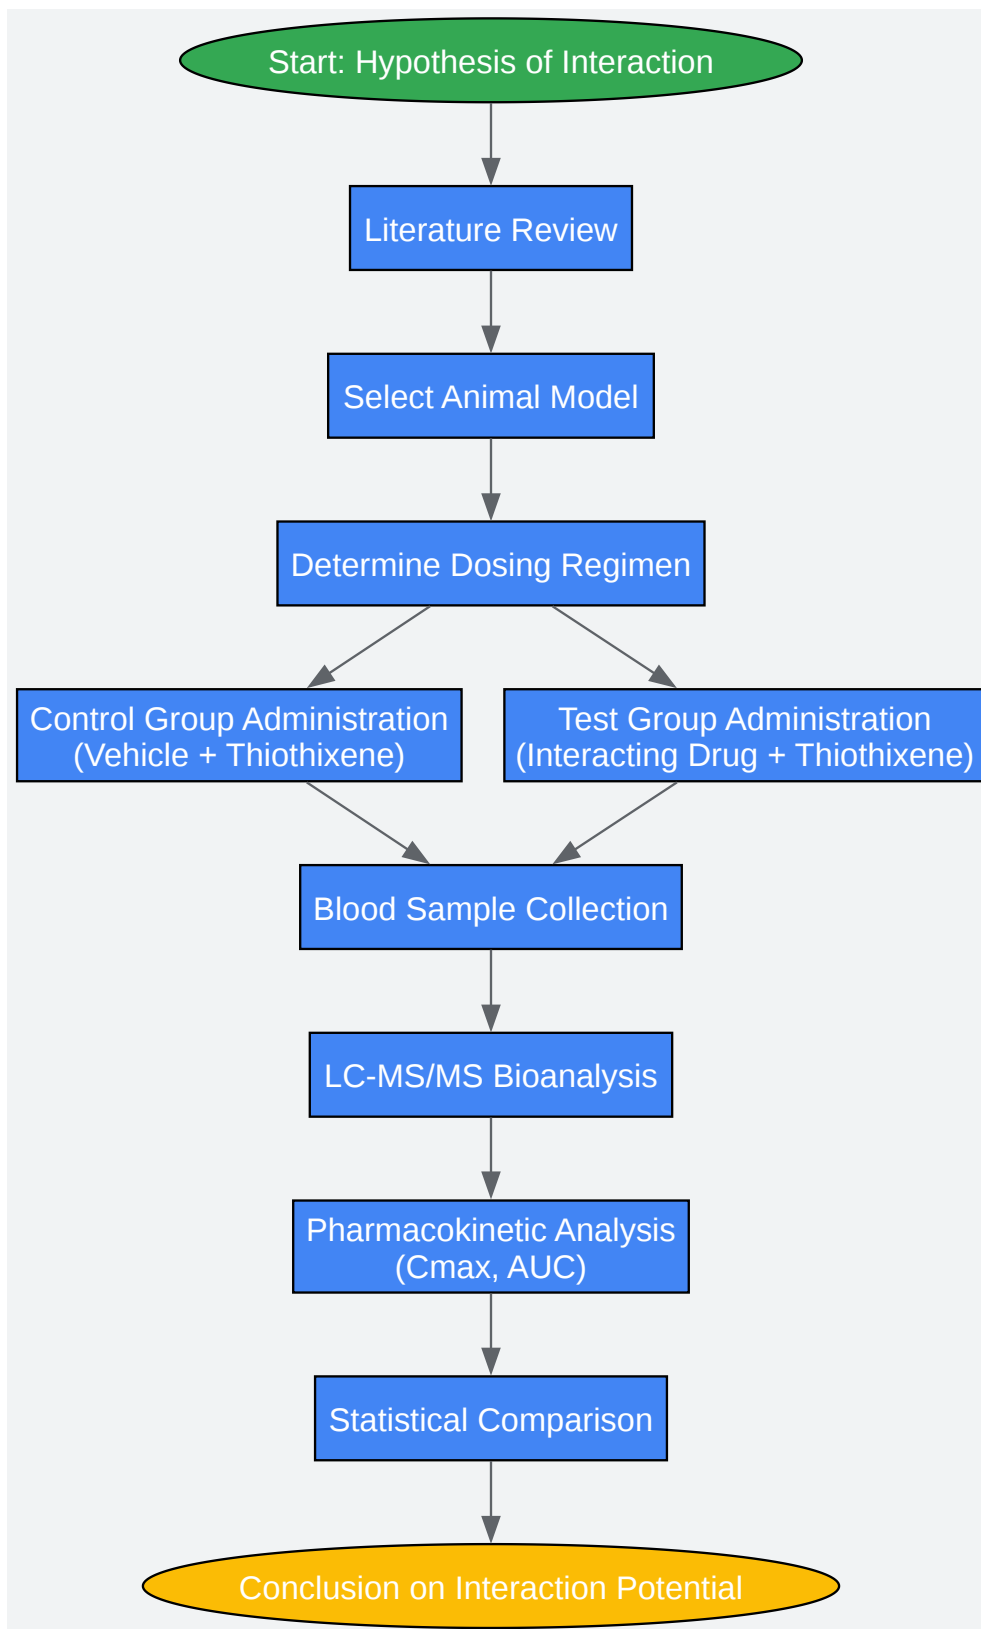 Start: Hypothesis of Interaction
Literature Review
Select Animal Model
Determine Dosing Regimen
Control Group Administration
(Vehicle + Thiothixene)
Test Group Administration
(Interacting Drug + Thiothixene)
Blood Sample Collection
LC-MS/MS Bioanalysis
Pharmacokinetic Analysis
(Cmax, AUC)
Statistical Comparison
Conclusion on Interaction Potential